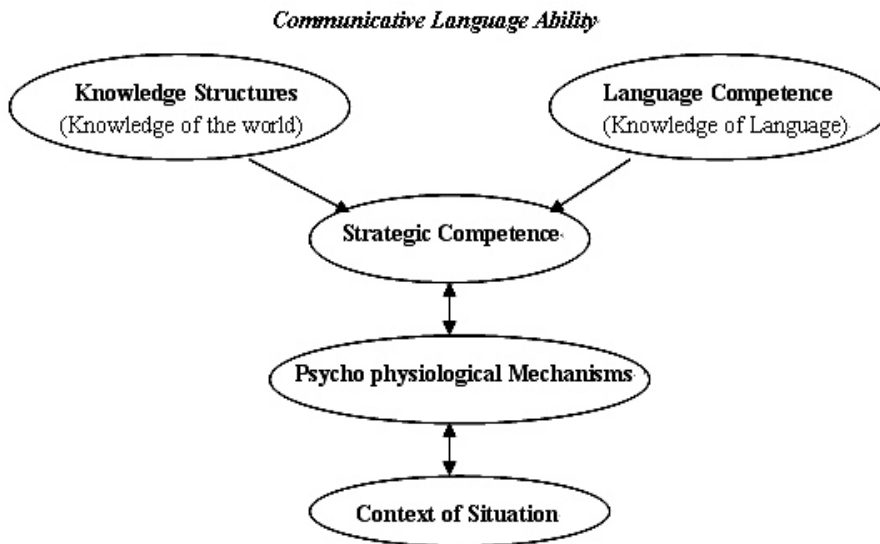 Communicative Language Ability
Knowledge Structures
(Knowledge of the world)
Language Competence
(Knowledge of Language)
Strategic Competence
Psycho physiological Mechanisms
Context of Situation